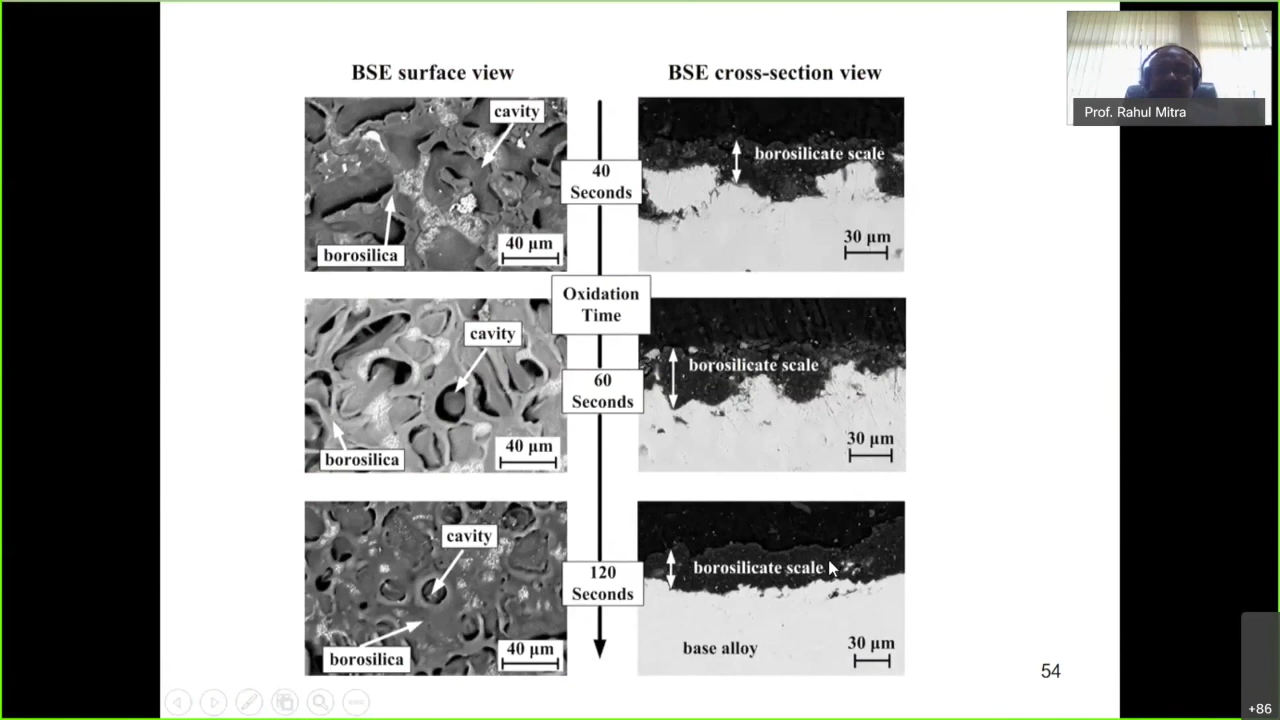 Prof. Rahul Mitra
BSE surface view
BSE cross-section view
cavity
borosilica
40 μm
40
Seconds
borosilicate scale
30 μm
Oxidation
Time
cavity
borosilica
40 μm
60
Seconds
borosilicate scale
30 μm
cavity
borosilica
40 μm
120
Seconds
borosilicate scale
base alloy
30 μm
54
+86